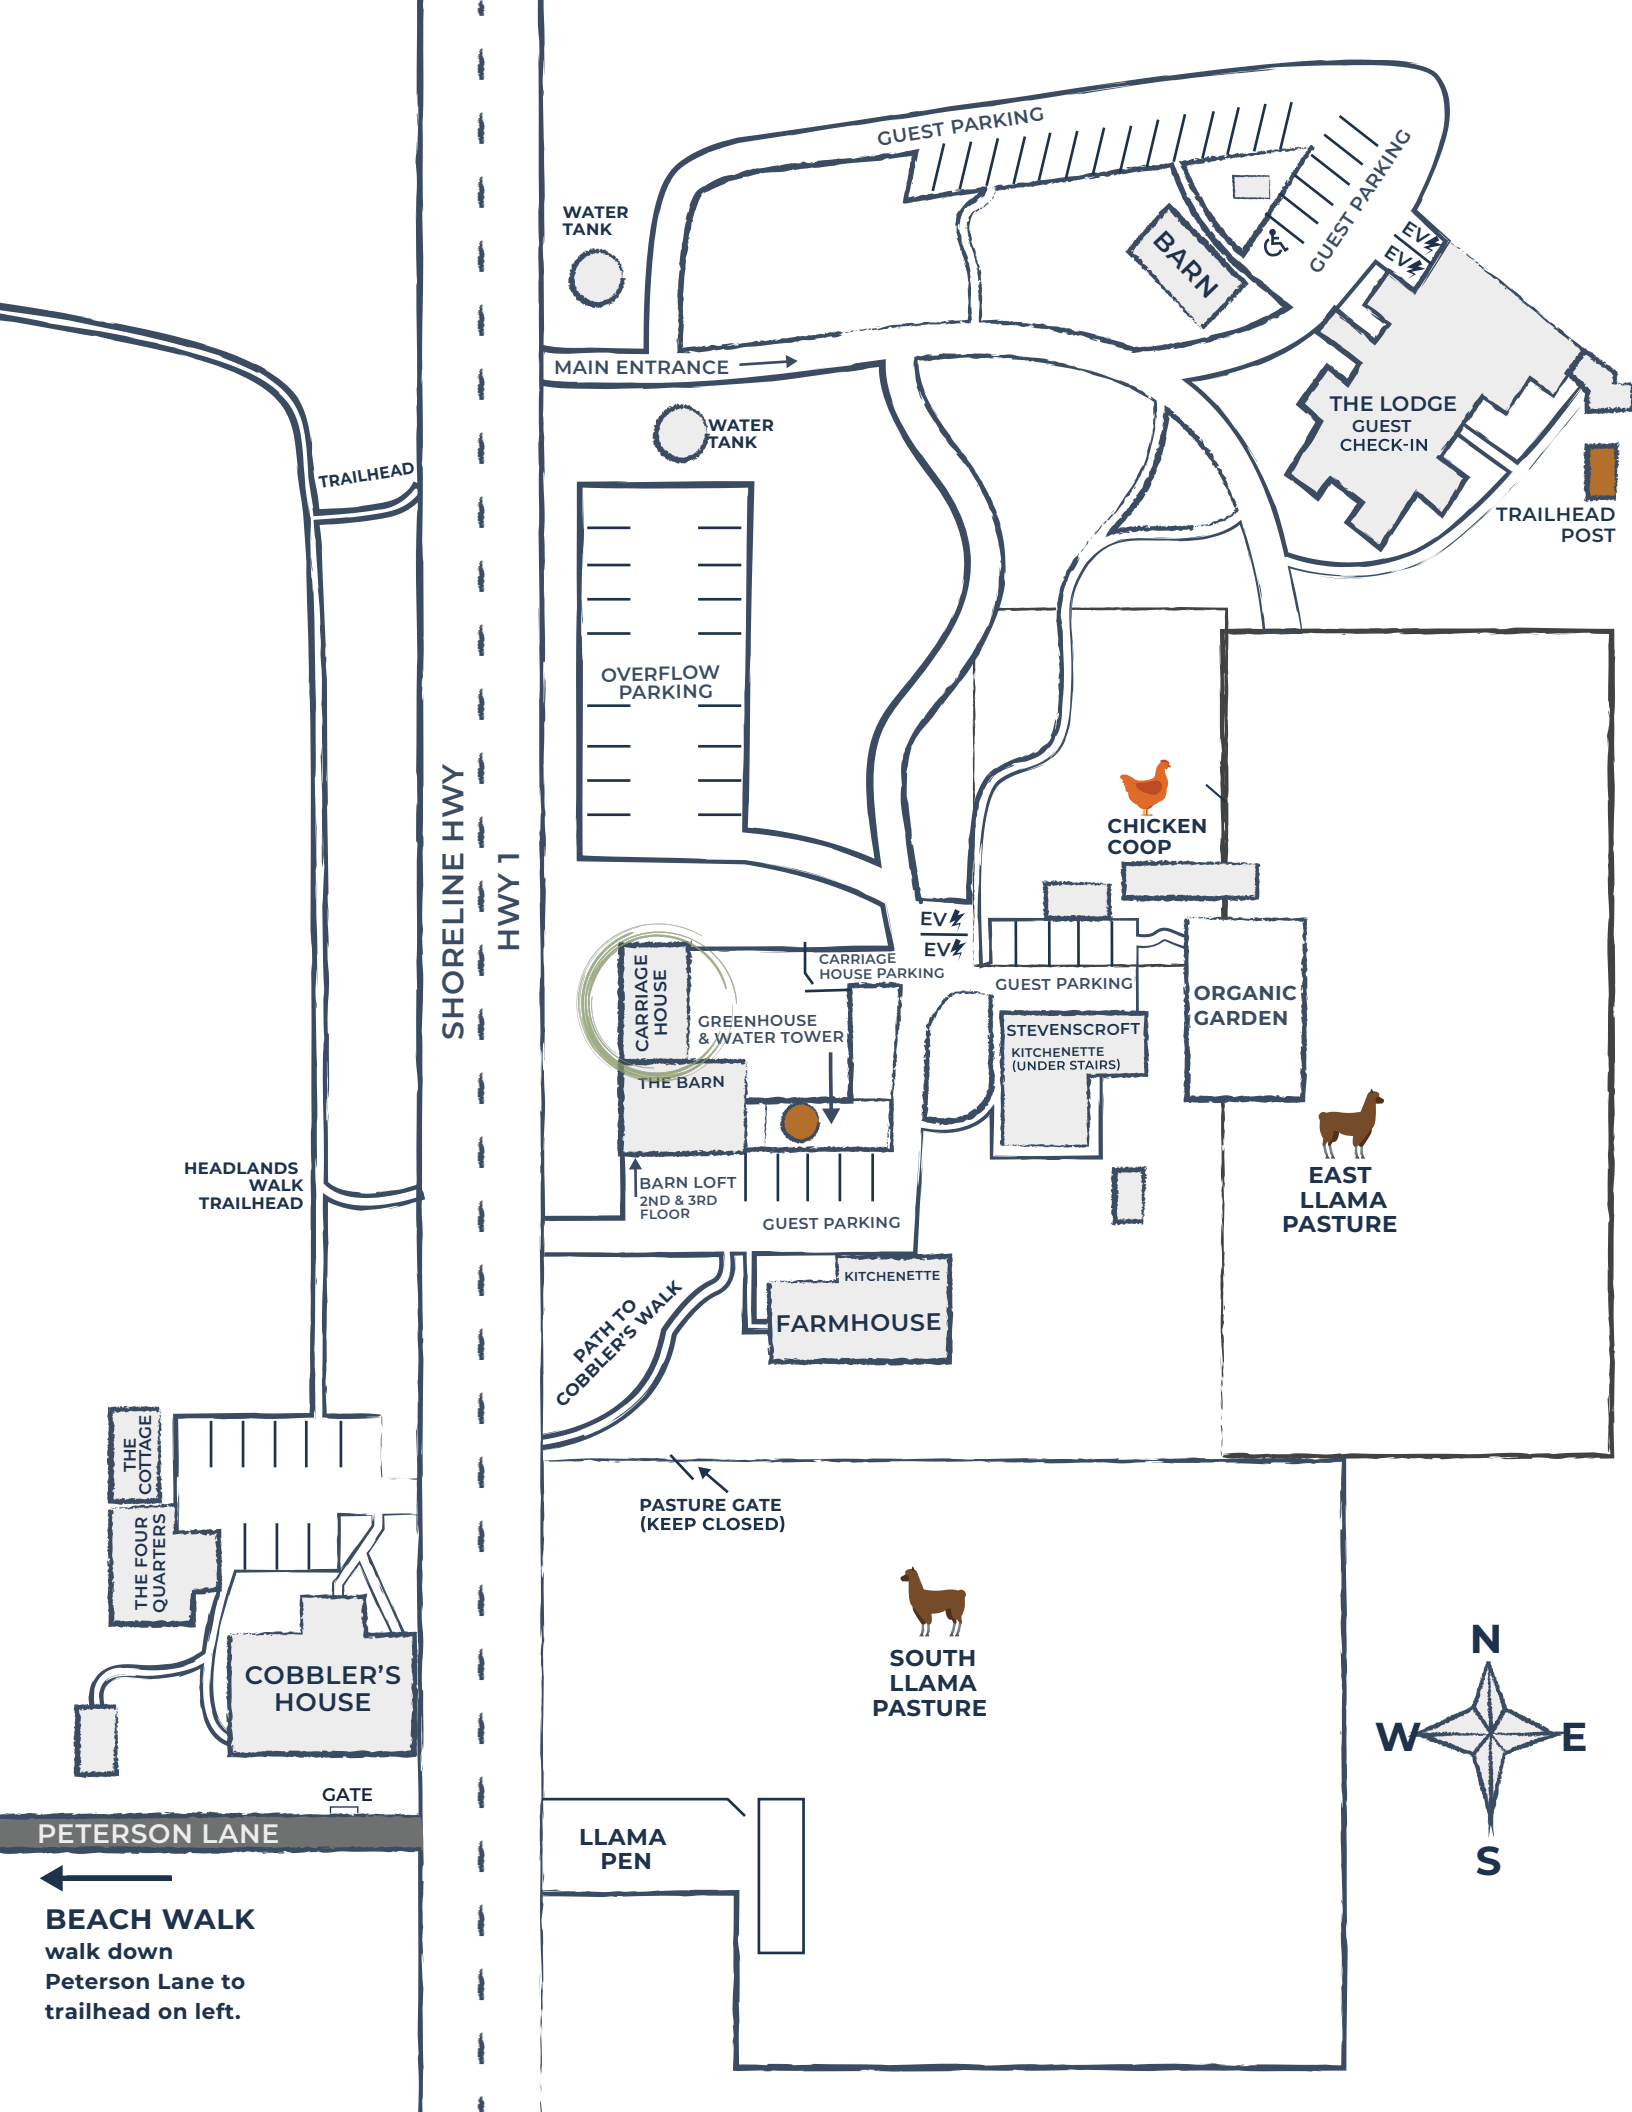 GUEST PARKING
GUEST PARKING
WATER
TANK
EV
EV
BARN
MAIN ENTRANCE
WATER
TANK
THE LODGE
GUEST
CHECK-IN
TRAILHEAD
TRAILHEAD
POST
OVERFLOW
PARKING
SHORELINE HWY
HWY 1
CHICKEN
COOP
EV
EV
CARRIAGE
HOUSE PARKING
CARRIAGE
HOUSE
GUEST PARKING
ORGANIC
GARDEN
GREENHOUSE
& WATER TOWER
STEVENSCROFT
KITCHENETTE
(UNDER STAIRS)
THE BARN
HEADLANDS
WALK
TRAILHEAD
BARN LOFT
2ND & 3RD
FLOOR
GUEST PARKING
EAST
LLAMA
PASTURE
KITCHENETTE
FARMHOUSE
PATH TO
COBBLER'S WALK
THE
COTTAGE
PASTURE GATE
(KEEP CLOSED)
THE FOUR
QUARTERS
SOUTH
LLAMA
PASTURE
COBBLER'S
HOUSE
N
W
E
S
GATE
PETERSON LANE
LLAMA
PEN
BEACH WALK
walk down
Peterson Lane to
trailhead on left.